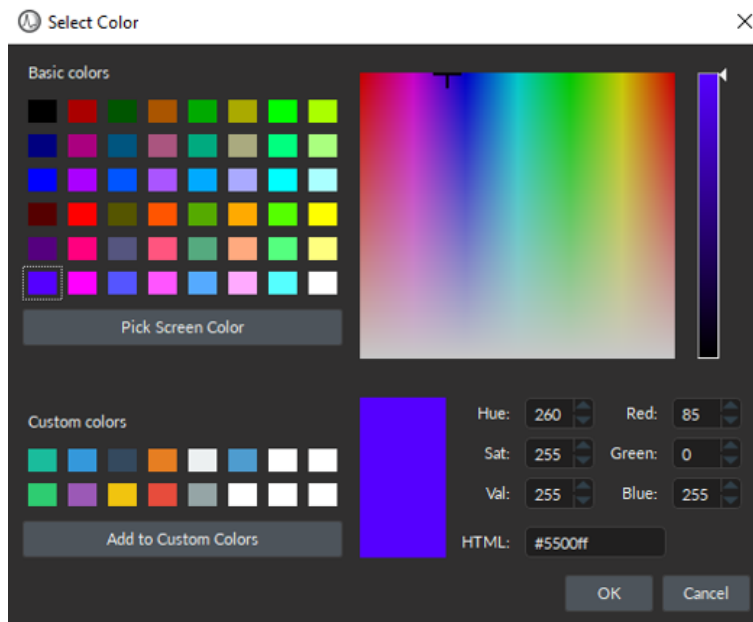 Select Color
Basic colors
Pick Screen Color
Custom colors
Add to Custom Colors
Hue: 260 Red: 85
Sat: 255 Green: 0
Val: 255 Blue: 255
HTML: #5500ff
OK Cancel